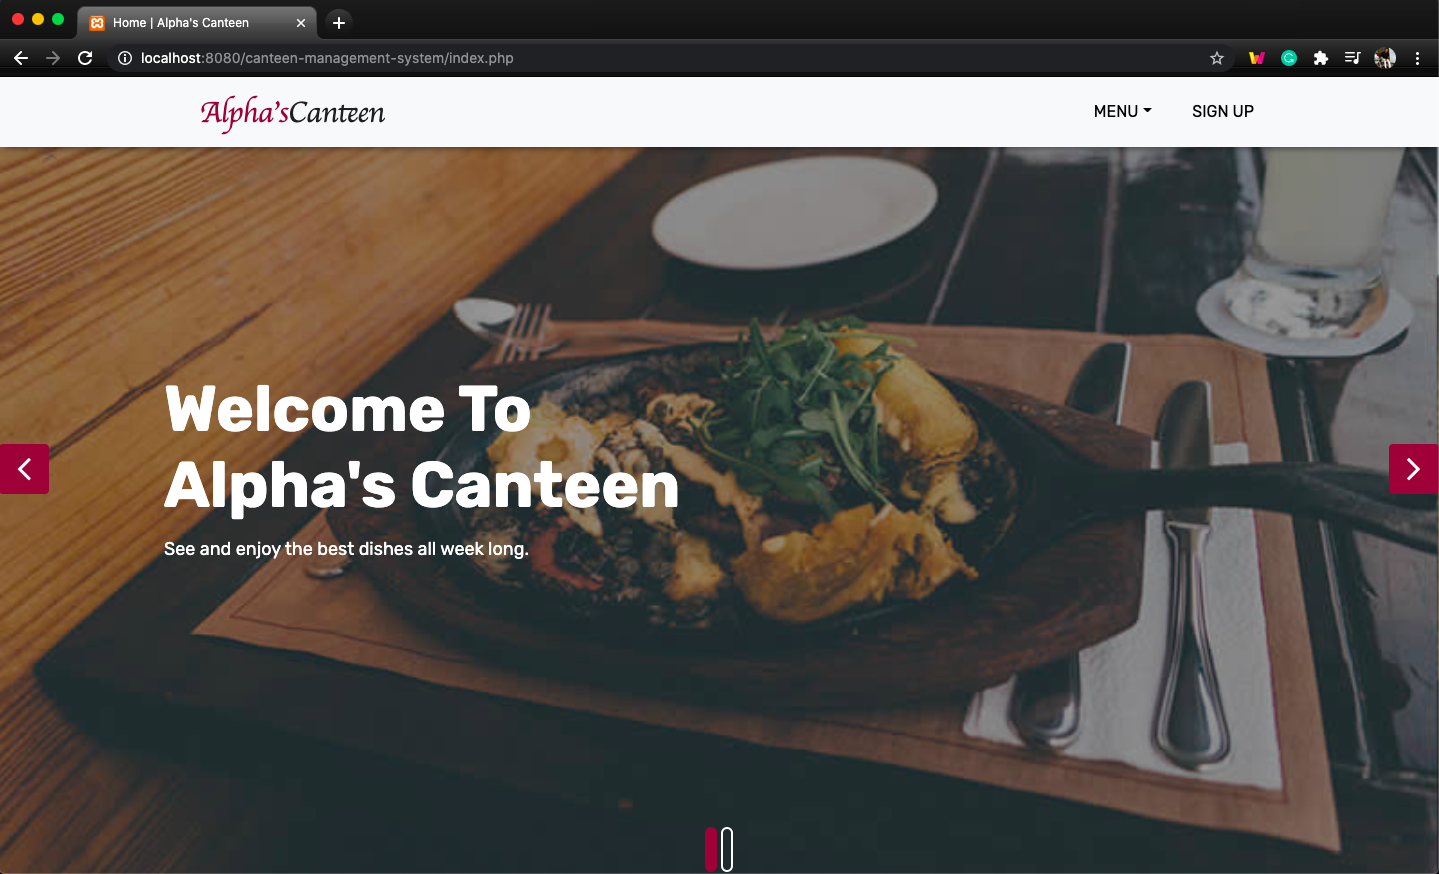 Home | Alpha's Canteen
localhost:8080/canteen-management-system/index.php
Alpha'sCanteen
MENU
SIGN UP
Welcome To
Alpha's Canteen
See and enjoy the best dishes all week long.